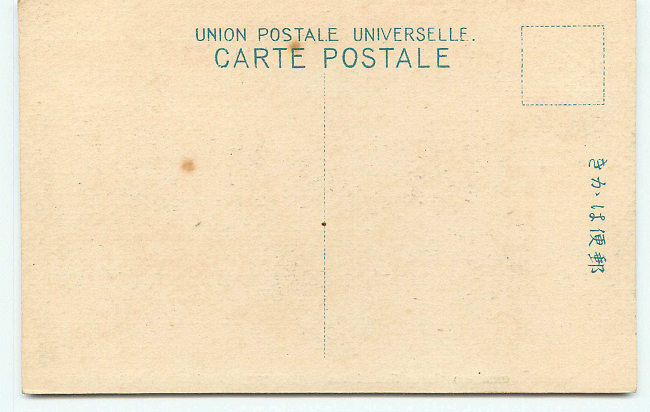 UNION POSTALE UNIVERSELLE.
CARTE POSTALE
きかは便郵